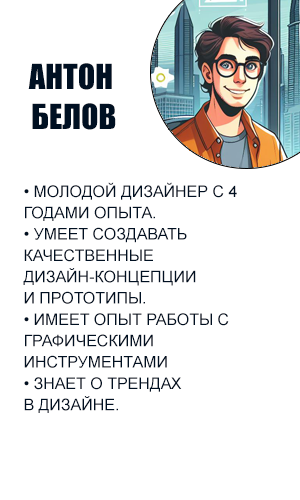 АНТОН
БЕЛОВ
• МОЛОДОЙ ДИЗАЙНЕР С 4
ГОДАМИ ОПЫТА.
• УМЕЕТ СОЗДАВАТЬ
КАЧЕСТВЕННЫЕ
ДИЗАЙН-КОНЦЕПЦИИ
И ПРОТОТИПЫ.
• ИМЕЕТ ОПЫТ РАБОТЫ С
ГРАФИЧЕСКИМИ
ИНСТРУМЕНТАМИ
• ЗНАЕТ О ТРЕНДАХ
В ДИЗАЙНЕ.